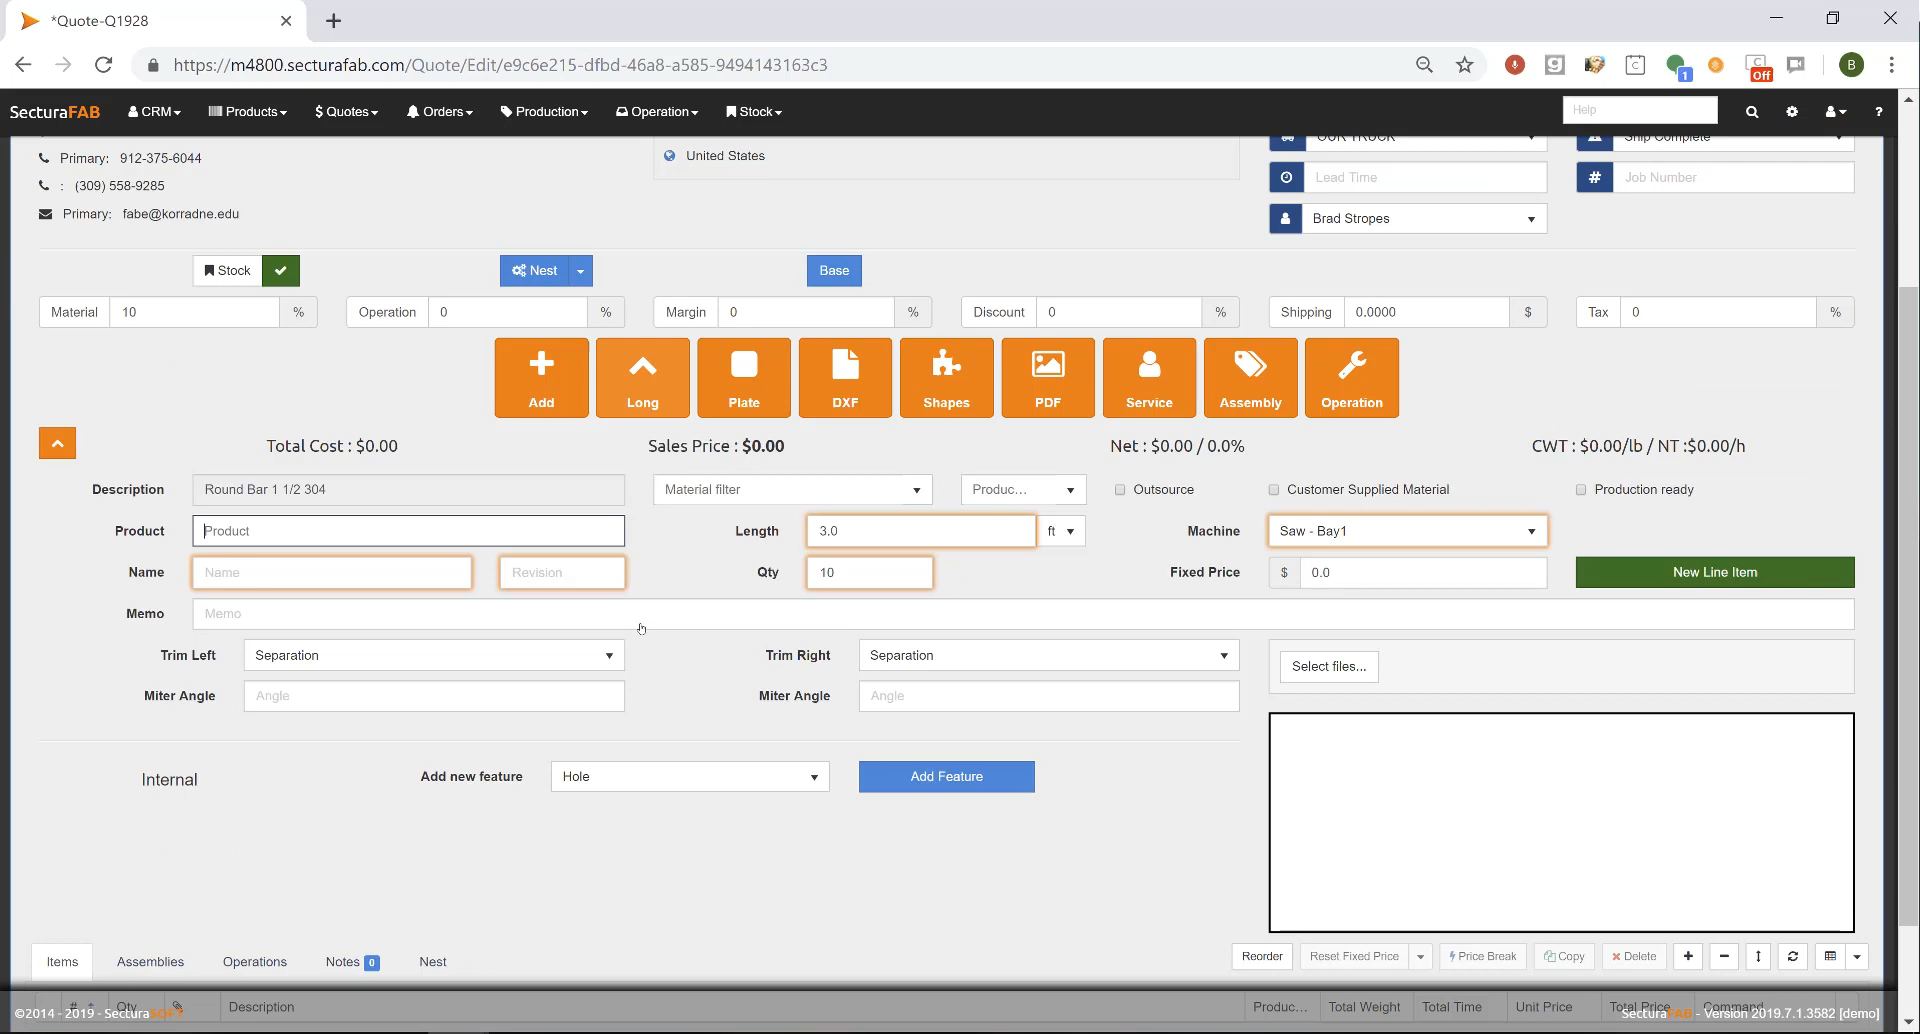 *Quote-Q1928
https://m4800.securafab.com/Quote/Edit/e9c6e215-dfbd-46a8-a585-9494143163c3
1
Off
B
SecturaFAB
CRM
Products
$ Quotes
Orders
Production
Operation
Stock
Help
?
Primary: 912-375-6044
: (309) 558-9285
Primary: fabe@korradne.edu
United States
OUR TRUCK
Ship Complete
Lead Time
# Job Number
Brad Stropes
Stock
Nest
Base
Material 10 %
Operation 0 %
Margin 0 %
Discount 0 %
Shipping 0.0000 $
Tax 0 %
Add
Long
Plate
DXF
Shapes
PDF
Service
Assembly
Operation
Total Cost : $0.00
Sales Price : $0.00
Net : $0.00 / 0.0%
CWT : $0.00/lb / NT :$0.00/h
Description Round Bar 1 1/2 304
Material filter
Produc...
Outsource
Customer Supplied Material
Production ready
Product Product
Length 3.0 ft
Machine Saw - Bay1
Name Name Revision
Qty 10
Fixed Price $ 0.0
New Line Item
Memo Memo
Trim Left Separation
Trim Right Separation
Select files...
Miter Angle Angle
Miter Angle Angle
Internal
Add new feature Hole
Add Feature
Items
Assemblies
Operations
Notes 0
Nest
Reorder
Reset Fixed Price
Price Break
Copy
Delete
# Qty Description Produc... Total Weight Total Time Unit Price Total Price Command
©2014 - 2019 - SecturaSOFT
SecturaFAB - Version 2019.7.1.3582 [demo]